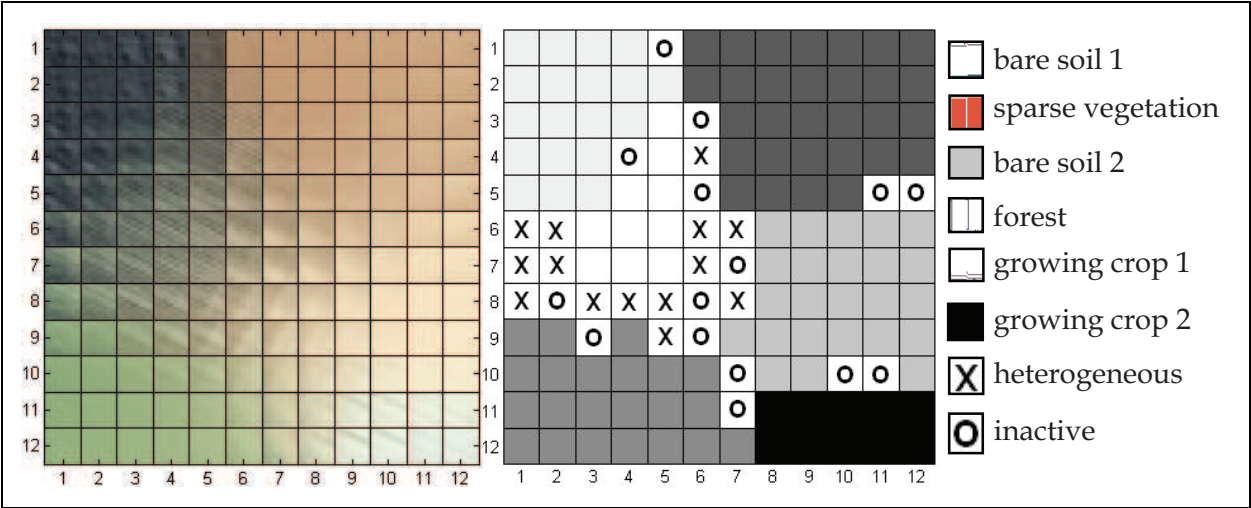 1
2
3
4
5
6
7
8
9
10
11
12
1 2 3 4 5 6 7 8 9 10 11 12
1 O
2
3 O
4 O X
5 O O O
6 X X X X
7 X X X O
8 X O X X X O X
9 O X O
10 O O O
11 O
12
1 2 3 4 5 6 7 8 9 10 11 12
bare soil 1
sparse vegetation
bare soil 2
forest
growing crop 1
growing crop 2
X heterogeneous
O inactive